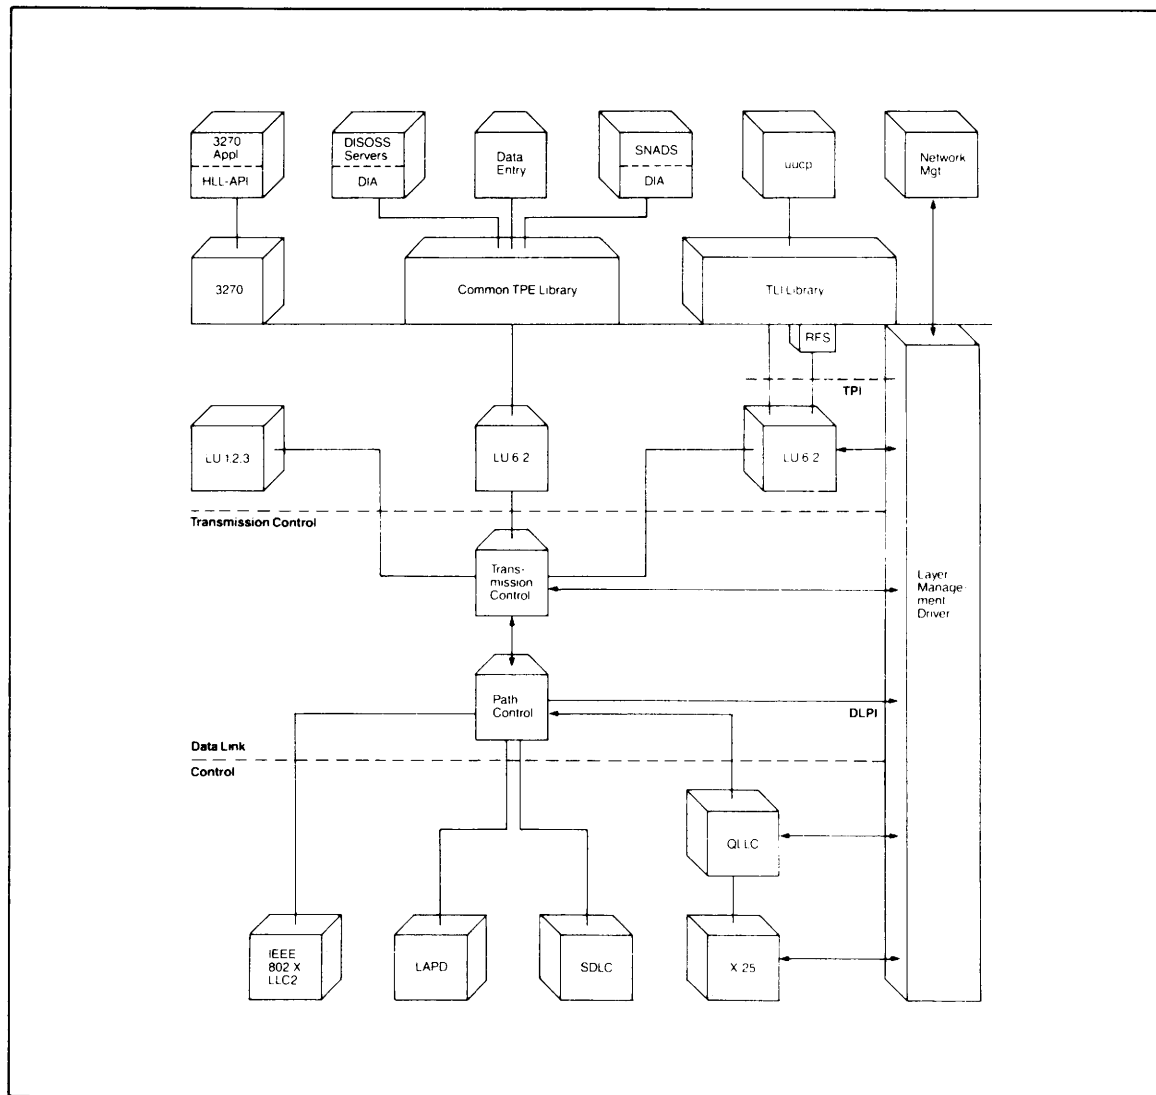 3270
Appl
HLL-API
DISOSS
Servers
DIA
Data
Entry
SNADS
DIA
uucp
Network
Mgt
3270
Common TPE Library
TLI Library
RFS
TPI
LU 1,2,3
LU 6.2
LU 6.2
Transmission Control
Trans-
mission
Control
Layer
Manage-
ment
Driver
Path
Control
DLPI
Data Link
Control
QLLC
IEEE
802 X
LLC2
LAPD
SDLC
X.25